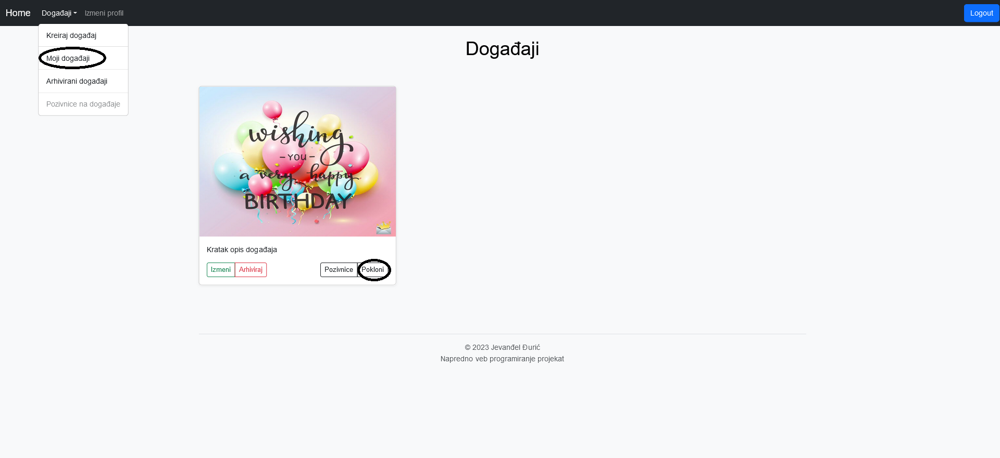 Home Događaji Izmeni profil Logout
Kreiraj događaj
Moji događaji
Arhivirani događaji
Pozivnice na događaje
Događaji
wishing
-YOU-
a very happy
BIRTHDAY
Kratak opis događaja
Izmeni Arhiviraj Pozivnice Pokloni
© 2023 Jevanđel Đurić
Napredno veb programiranje projekat